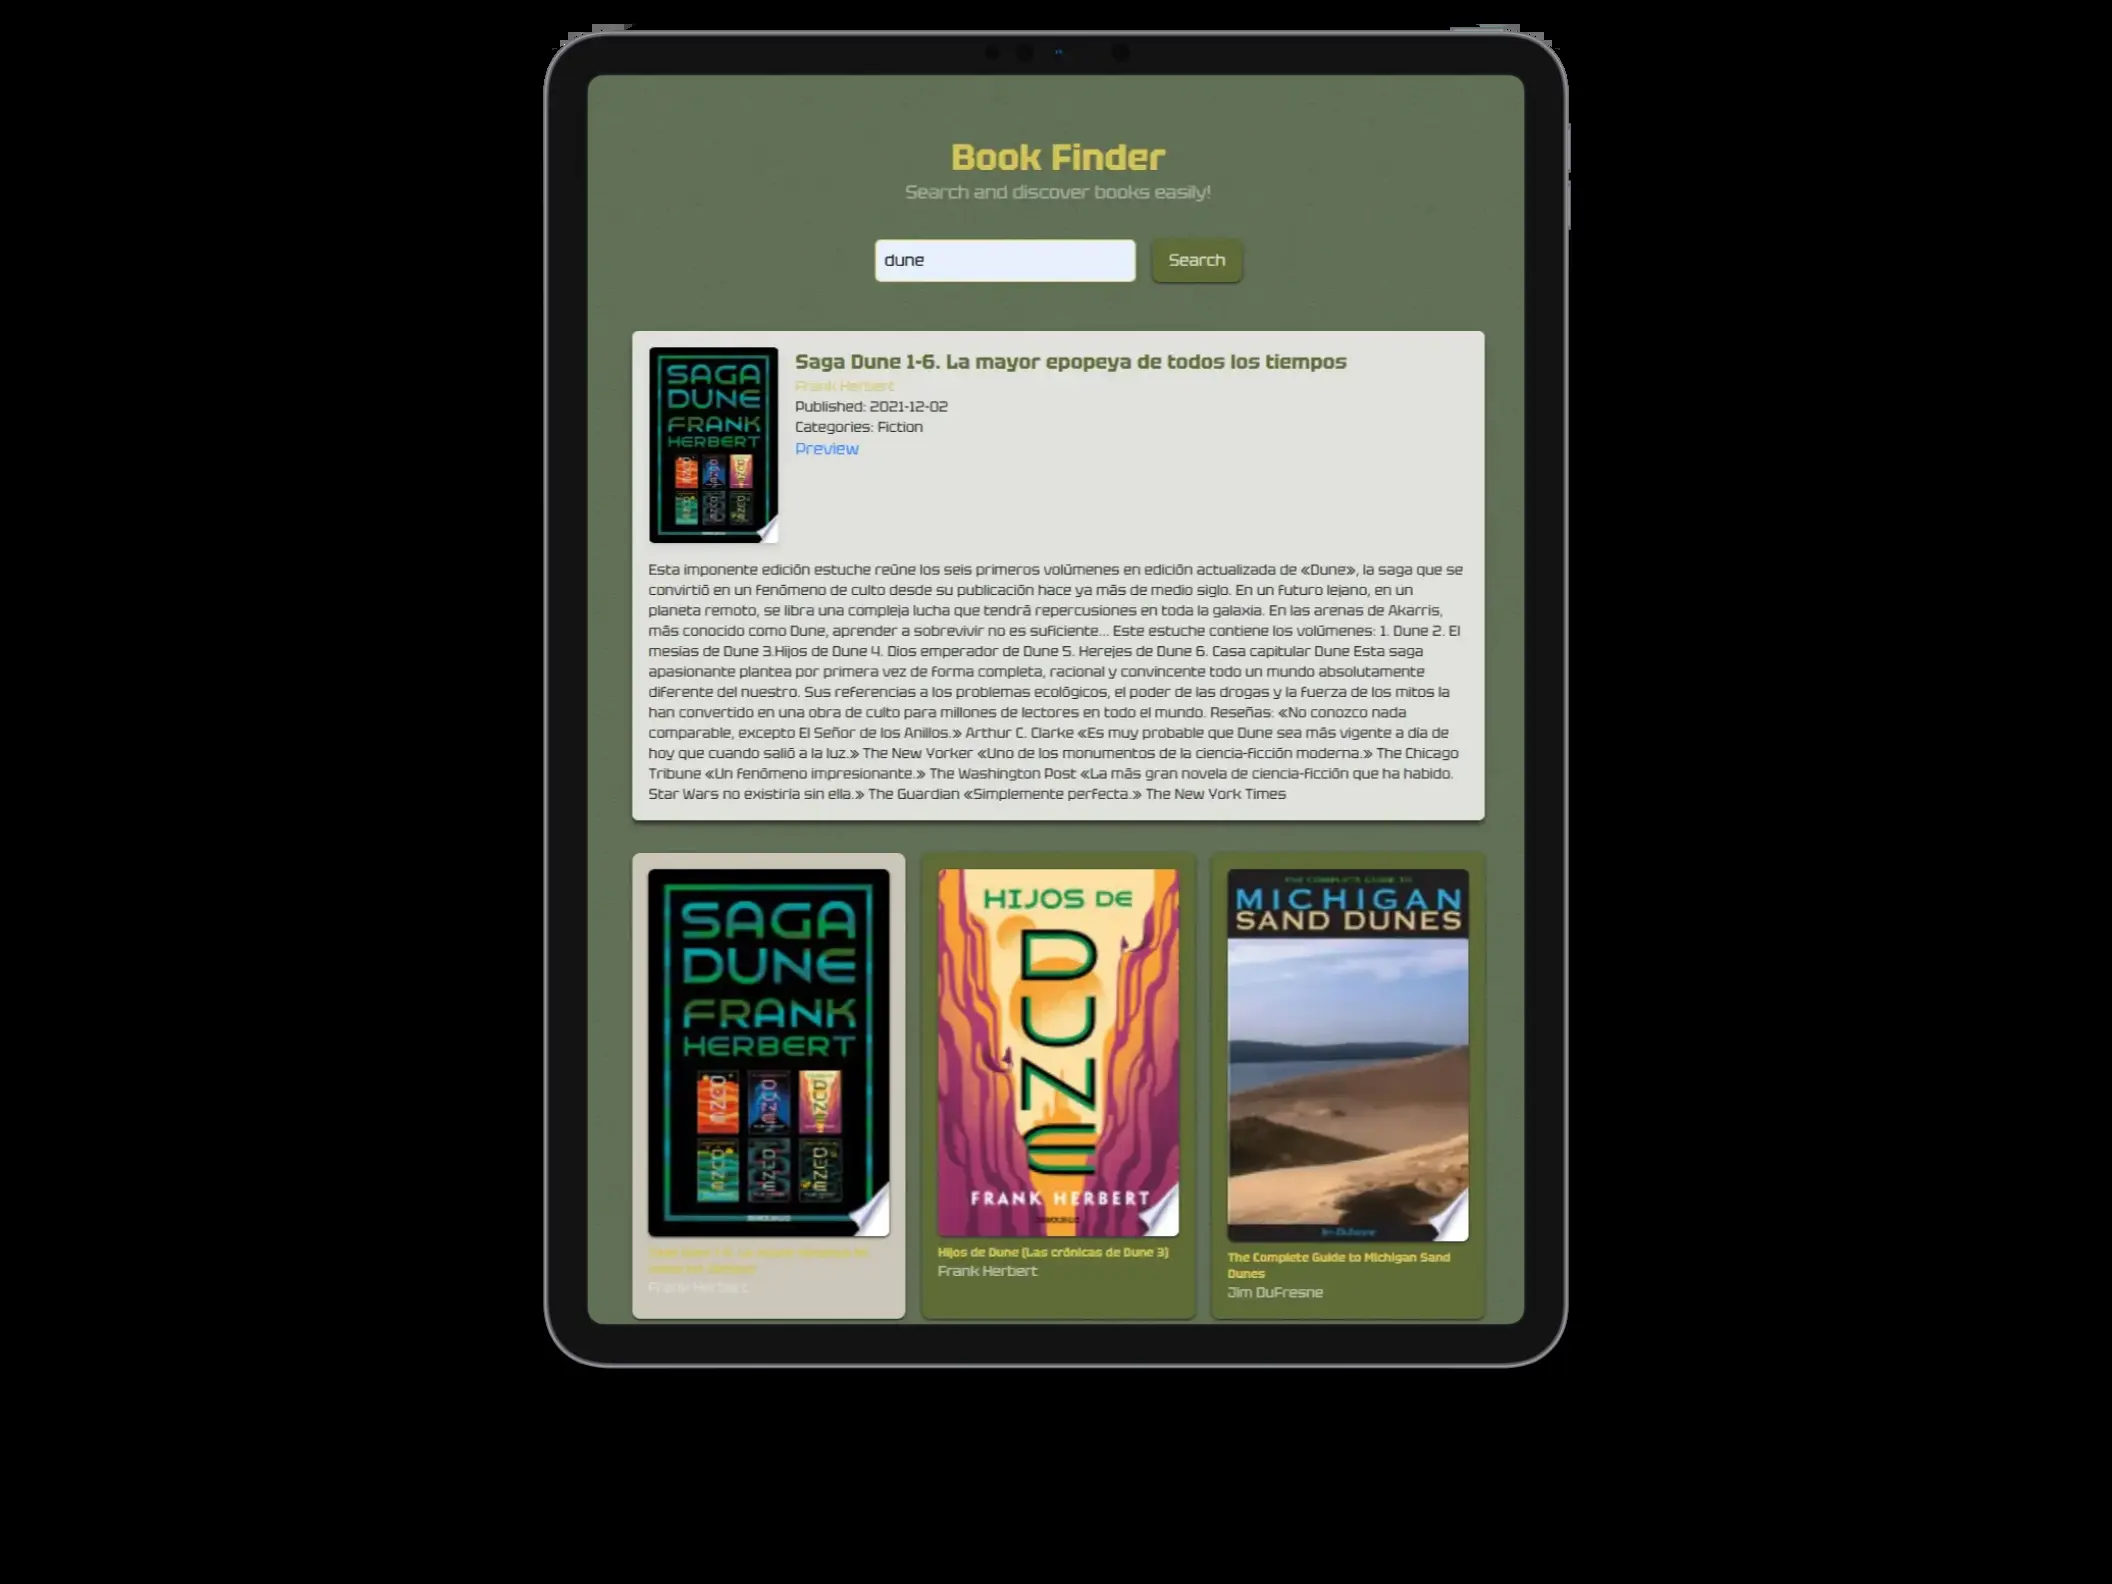 Book Finder
Search and discover books easily!
dune
Search
SAGA
DUNE
FRANK
HERBERT
Saga Dune 1-6. La mayor epopeya de todos los tiempos
Frank Herbert
Published: 2021-12-02
Categories: Fiction
Preview
Esta imponente edición estuche reúne los seis primeros volúmenes en edición actualizada de «Dune», la saga que se
convirtió en un fenómeno de culto desde su publicación hace ya más de medio siglo. En un futuro lejano, en un
planeta remoto, se libra una compleja lucha que tendrá repercusiones en toda la galaxia. En las arenas de Akarris,
más conocido como Dune, aprender a sobrevivir no es suficiente... Este estuche contiene los volúmenes: 1. Dune 2. El
mesías de Dune 3.Hijos de Dune 4. Dios emperador de Dune 5. Herejes de Dune 6. Casa capitular Dune Esta saga
apasionante plantea por primera vez de forma completa, racional y convincente todo un mundo absolutamente
diferente del nuestro. Sus referencias a los problemas ecológicos, el poder de las drogas y la fuerza de los mitos la
han convertido en una obra de culto para millones de lectores en todo el mundo. Reseñas: «No conozco nada
comparable, excepto El Señor de los Anillos.» Arthur C. Clarke «Es muy probable que Dune sea más vigente a día de
hoy que cuando salió a la luz.» The New Yorker «Uno de los monumentos de la ciencia-ficción moderna.» The Chicago
Tribune «Un fenómeno impresionante.» The Washington Post «La más gran novela de ciencia-ficción que ha habido.
Star Wars no existiría sin ella.» The Guardian «Simplemente perfecta.» The New York Times
SAGA
DUNE
FRANK
HERBERT
Frank Herbert
HIJOS DE
DUNE
FRANK HERBERT
Hijos de Dune (Las crónicas de Dune 3)
Frank Herbert
THE COMPLETE GUIDE TO
MICHIGAN
SAND DUNES
Jim DuFresne
The Complete Guide to Michigan Sand
Dunes
Jim DuFresne